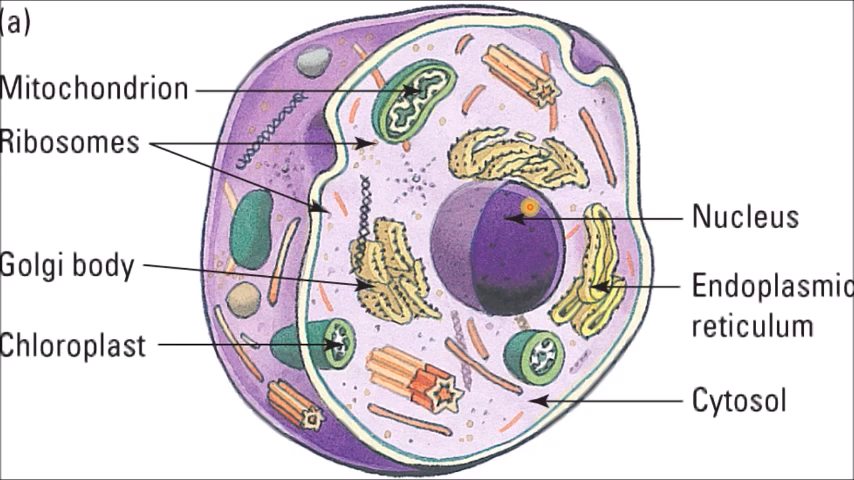 (a)
Mitochondrion
Ribosomes
Golgi body
Chloroplast
Nucleus
Endoplasmic
reticulum
Cytosol